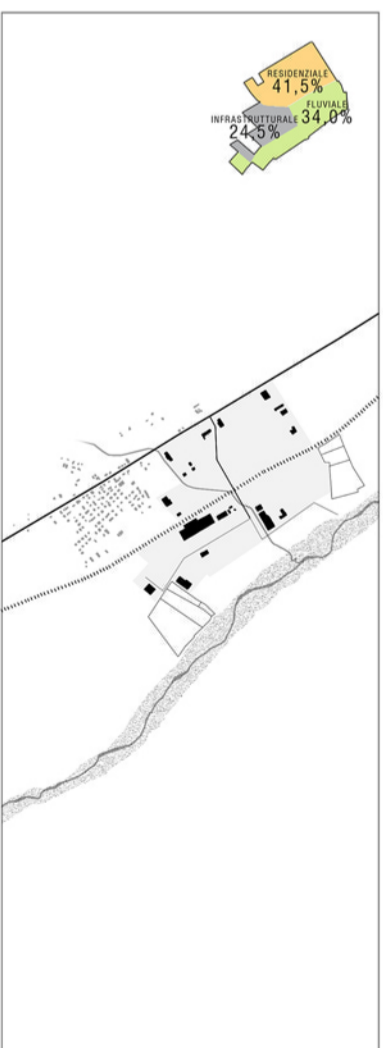 RESIDENZIALE
41,5%
FLUVIALE
34,0%
INFRASTRUTTURALE
24,5%